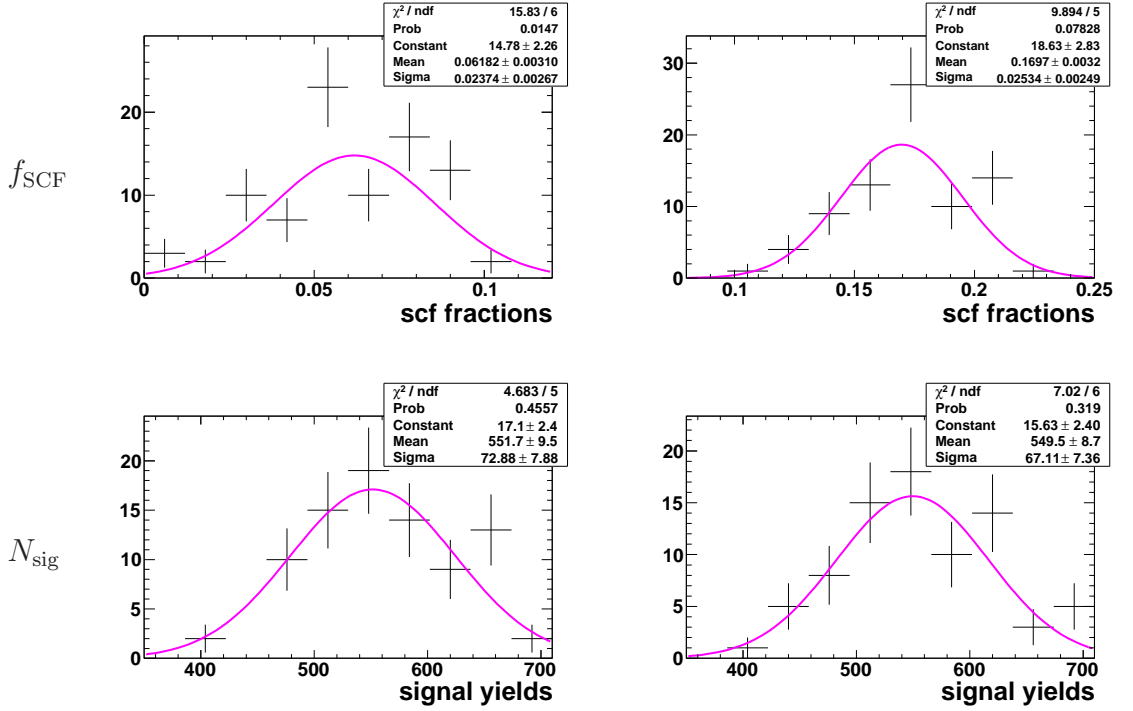 χ² / ndf 15.83 / 6
Prob 0.0147
Constant 14.78 ± 2.26
Mean 0.06182 ± 0.00310
Sigma 0.02374 ± 0.00267
20
10
0
0 0.05 0.1
scf fractions
f_SCF
χ² / ndf 9.894 / 5
Prob 0.07828
Constant 18.63 ± 2.83
Mean 0.1697 ± 0.0032
Sigma 0.02534 ± 0.00249
30
20
10
0
0.1 0.15 0.2 0.25
scf fractions
χ² / ndf 4.683 / 5
Prob 0.4557
Constant 17.1 ± 2.4
Mean 551.7 ± 9.5
Sigma 72.88 ± 7.88
20
15
10
5
0
400 500 600 700
signal yields
N_sig
χ² / ndf 7.02 / 6
Prob 0.319
Constant 15.63 ± 2.40
Mean 549.5 ± 8.7
Sigma 67.11 ± 7.36
20
15
10
5
0
400 500 600 700
signal yields